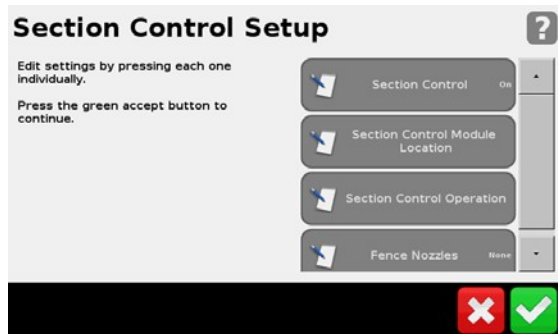 Section Control Setup
?
Edit settings by pressing each one
individually.
Press the green accept button to
continue.
Section Control On
Section Control Module
Location
Section Control Operation
Fence Nozzles None